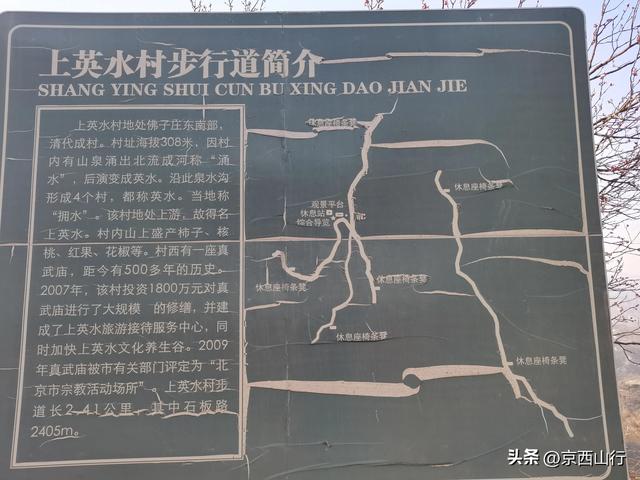 上英水村步行道简介
SHANG YING SHUI CUN BU XING DAO JIAN JIE
上英水村地处佛子庄东南部，
清代成村。村址海拔308米，因村
内有山泉涌出北流成河称“涌
水”，后演变成英水。沿此泉水沟
形成4个村，都称英水。当地称
“拥水”。该村地处上游，故得名
上英水。村内山上盛产柿子、核
桃、红果、花椒等。村西有一座真
武庙，距今有500多年的历史。
2007年，该村投资1800万元对真
武庙进行了大规模 的修缮，并建
成了上英水旅游接待服务中心，同
时加快上英水文化养生谷。2009
年真武庙被市有关部门评定为“北
京市宗教活动场所”。上英水村步
道长2.41公里，其中石板路
2405m。
休息座椅条凳
休息座椅条凳
观景平台
休息站
综合导览
休息座椅条凳
休息座椅条凳
休息座椅条凳
休息座椅条凳
头条 @京西山行